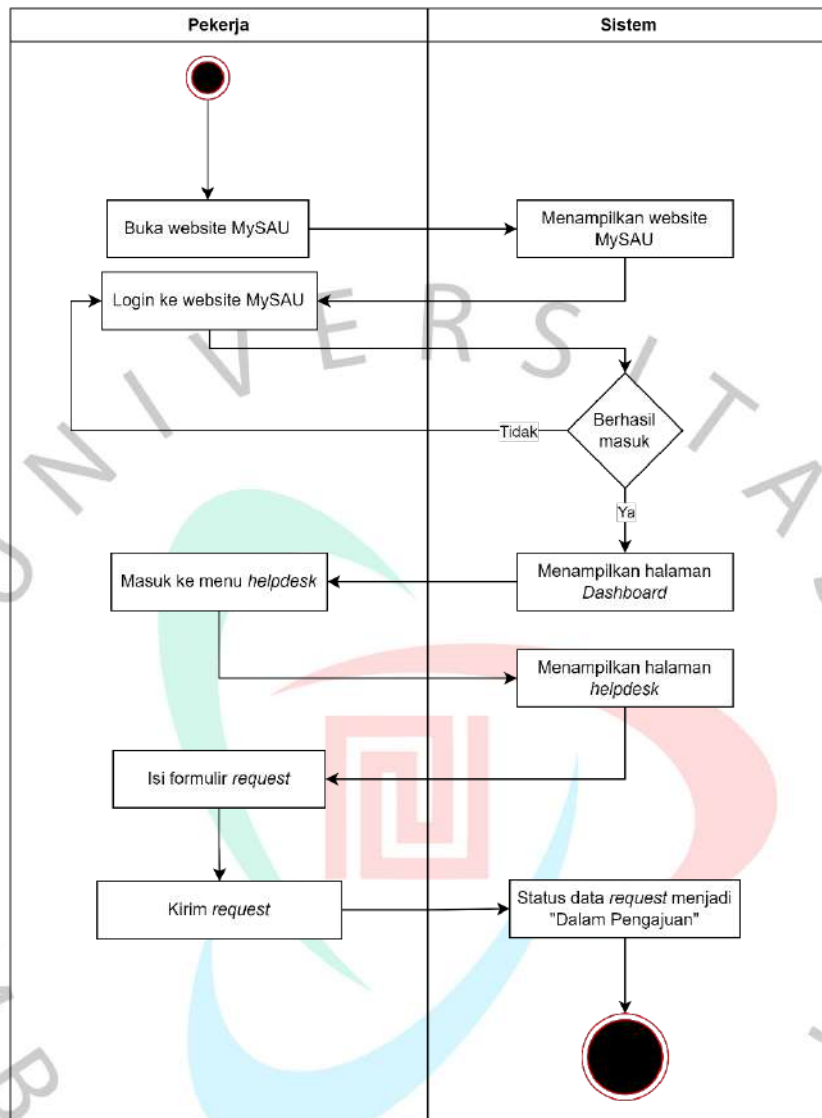 Pekerja
Sistem
Buka website MySAU
Menampilkan website
MySAU
Login ke website MySAU
Berhasil
masuk
Tidak
Ya
Menampilkan halaman
Dashboard
Masuk ke menu helpdesk
Menampilkan halaman
helpdesk
Isi formulir request
Kirim request
Status data request menjadi
"Dalam Pengajuan"